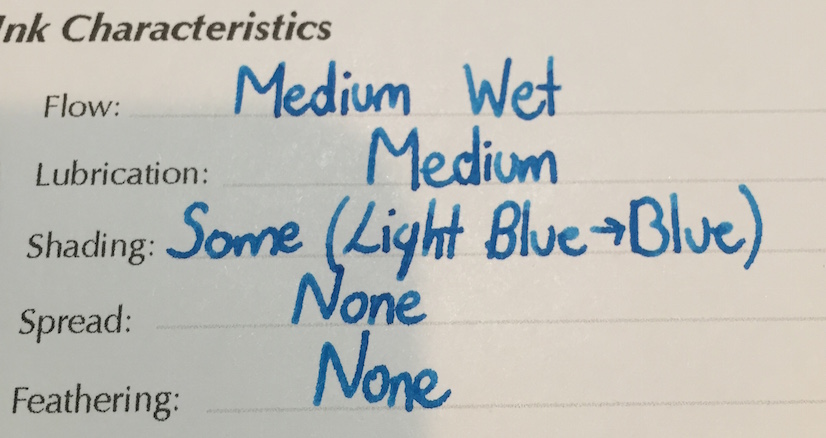 Ink Characteristics
Flow: Medium Wet
Lubrication: Medium
Shading: Some (Light Blue→Blue)
Spread: None
Feathering: None